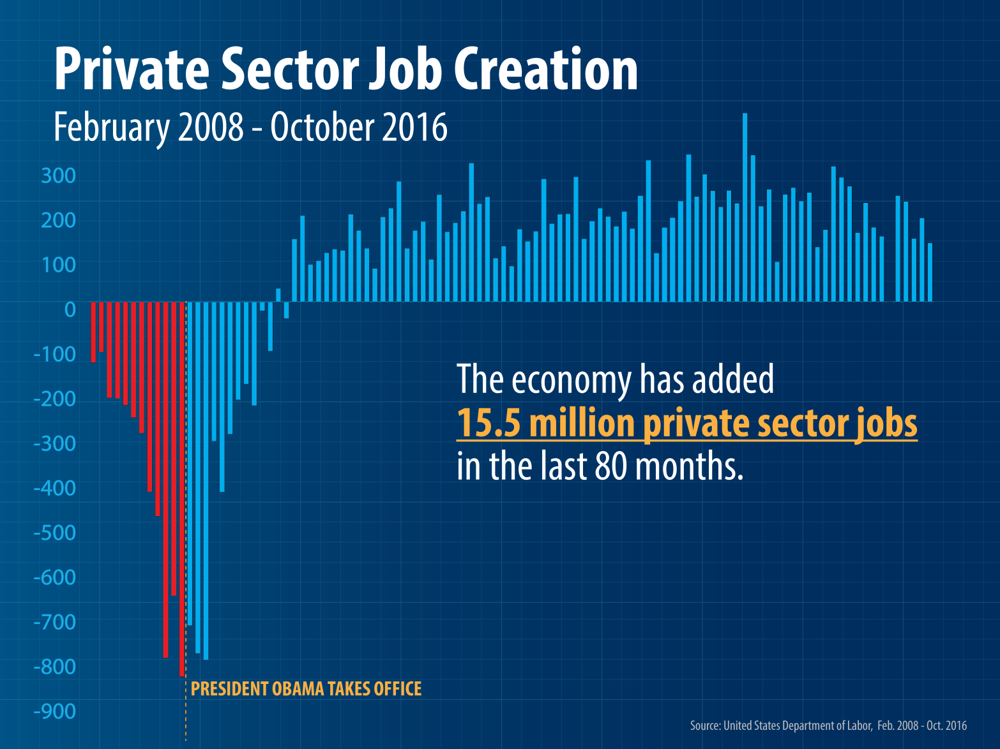 Private Sector Job Creation
February 2008 - October 2016
300
200
100
0
-100
-200
-300
-400
-500
-600
-700
-800
-900
The economy has added
15.5 million private sector jobs
in the last 80 months.
PRESIDENT OBAMA TAKES OFFICE
Source: United States Department of Labor, Feb. 2008 - Oct. 2016